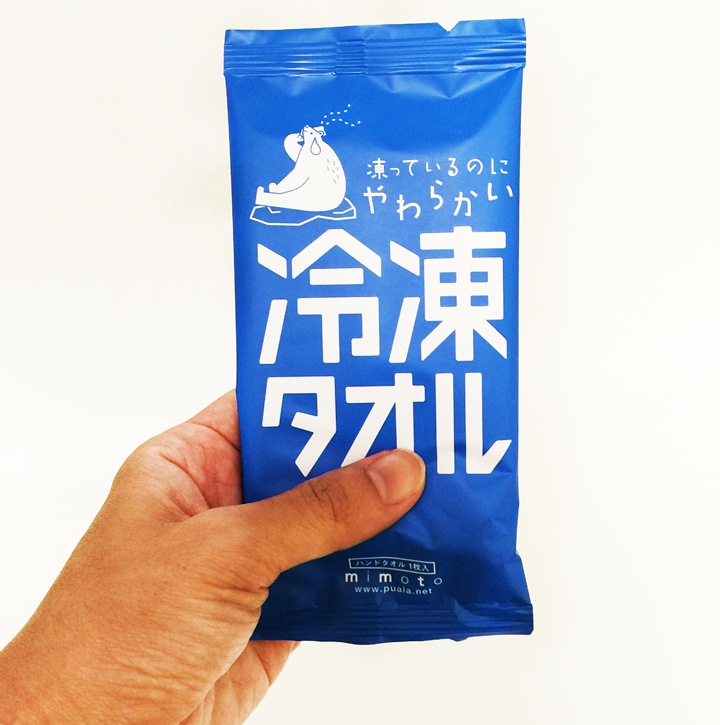 凍っているのに
やわらかい
冷凍
タオル
ハンドタオル 1枚入
mimoto
www.puala.net